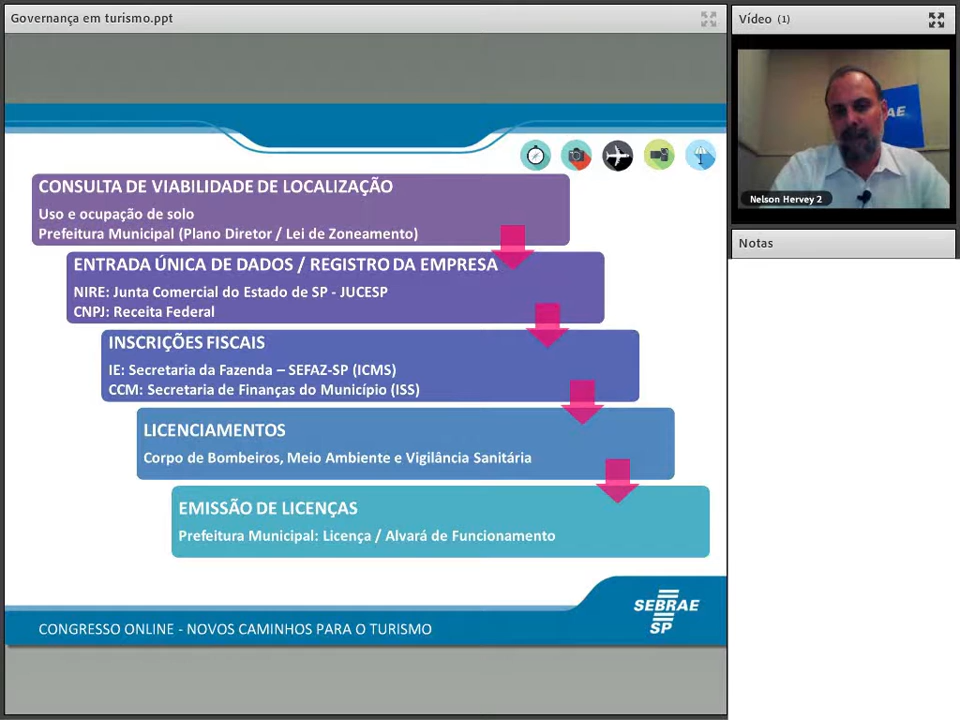 Governança em turismo.ppt
Vídeo (1)
AE
Nelson Hervey 2
Notas
CONSULTA DE VIABILIDADE DE LOCALIZAÇÃO
Uso e ocupação de solo
Prefeitura Municipal (Plano Diretor / Lei de Zoneamento)
ENTRADA ÚNICA DE DADOS / REGISTRO DA EMPRESA
NIRE: Junta Comercial do Estado de SP - JUCESP
CNPJ: Receita Federal
INSCRIÇÕES FISCAIS
IE: Secretaria da Fazenda – SEFAZ-SP (ICMS)
CCM: Secretaria de Finanças do Município (ISS)
LICENCIAMENTOS
Corpo de Bombeiros, Meio Ambiente e Vigilância Sanitária
EMISSÃO DE LICENÇAS
Prefeitura Municipal: Licença / Alvará de Funcionamento
CONGRESSO ONLINE - NOVOS CAMINHOS PARA O TURISMO
SEBRAE
SP